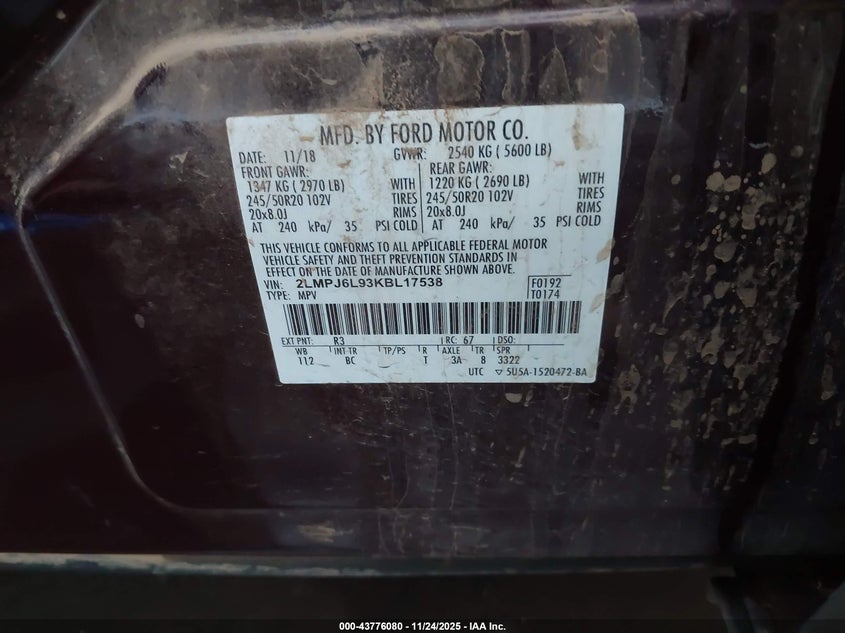 MFD. BY FORD MOTOR CO.
DATE: 11/18 GVWR: 2540 KG ( 5600 LB)
FRONT GAWR: REAR GAWR:
1347 KG ( 2970 LB) WITH 1220 KG ( 2690 LB) WITH
245/50R20 102V TIRES 245/50R20 102V TIRES
20x8.0J RIMS 20x8.0J RIMS
AT 240 kPa/ 35 PSI COLD AT 240 kPa/ 35 PSI COLD
THIS VEHICLE CONFORMS TO ALL APPLICABLE FEDERAL MOTOR
VEHICLE SAFETY AND THEFT PREVENTION STANDARDS IN
EFFECT ON THE DATE OF MANUFACTURE SHOWN ABOVE.
VIN: 2LMPJ6L93KBL17538 F0192
TYPE: MPV T0174
EXT PNT: R3 RC: 67 DSO:
WB INT TR TP/PS R AXLE TR SPR
112 BC T 3A 8 3322
UTC ▽ 5U5A-1520472-BA
000-43776080 - 11/24/2025 - IAA Inc.